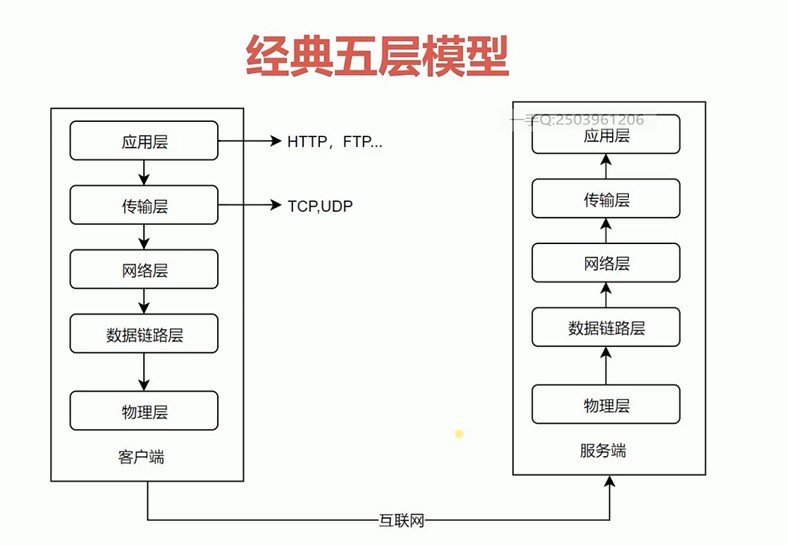 经典五层模型
应用层
HTTP，FTP...
传输层
TCP,UDP
网络层
数据链路层
物理层
客户端
一手Q:2503961206
应用层
传输层
网络层
数据链路层
物理层
服务端
互联网